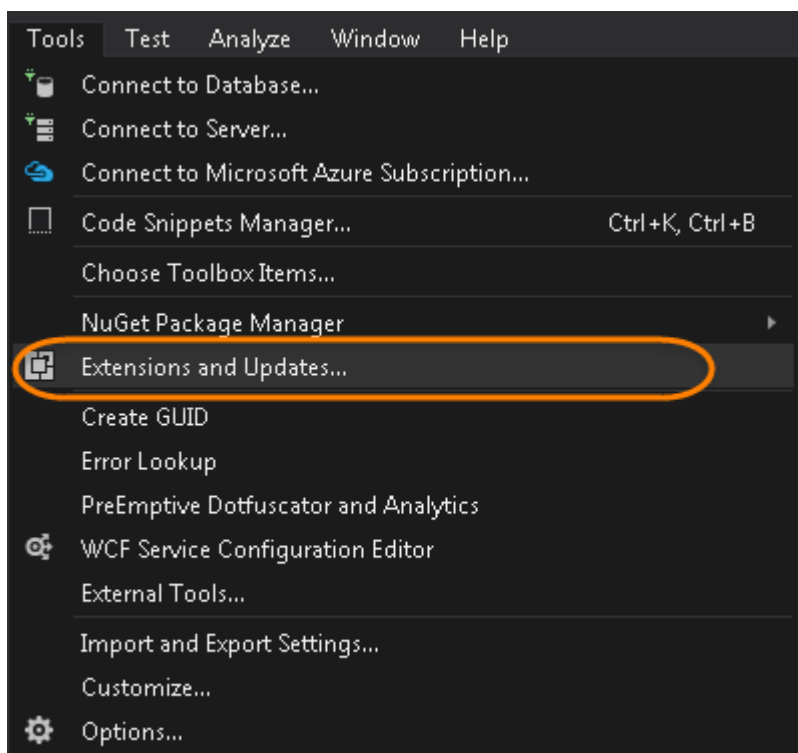 Tools Test Analyze Window Help
Connect to Database...
Connect to Server...
Connect to Microsoft Azure Subscription...
Code Snippets Manager... Ctrl+K, Ctrl+B
Choose Toolbox Items...
NuGet Package Manager
Extensions and Updates...
Create GUID
Error Lookup
PreEmptive Dotfuscator and Analytics
WCF Service Configuration Editor
External Tools...
Import and Export Settings...
Customize...
Options...